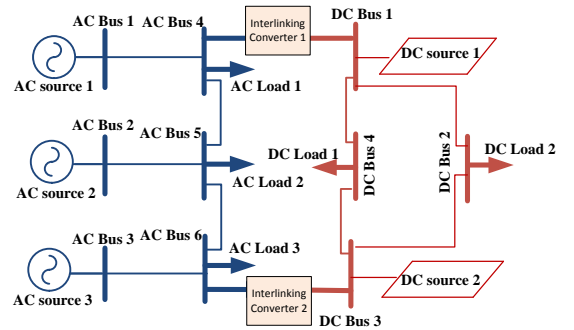 AC Bus 1
AC Bus 4
Interlinking
Converter 1
DC Bus 1
DC source 1
AC source 1
AC Load 1
AC Bus 2
AC Bus 5
DC Load 1
DC Bus 4
DC Bus 2
DC Load 2
AC source 2
AC Load 2
AC Bus 3
AC Bus 6
AC Load 3
DC source 2
AC source 3
Interlinking
Converter 2
DC Bus 3